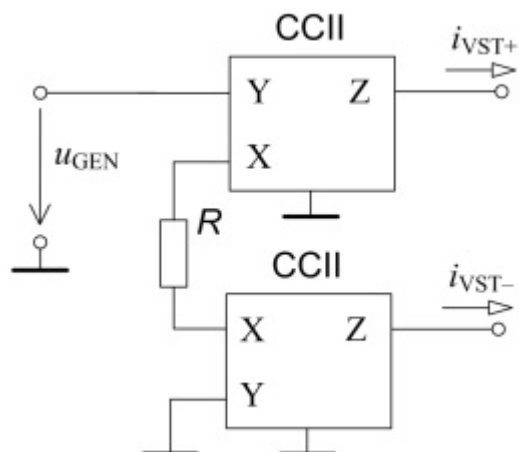 CCII
i_VST+
Y Z
u_GEN
X
R
CCII
i_VST−
X Z
Y